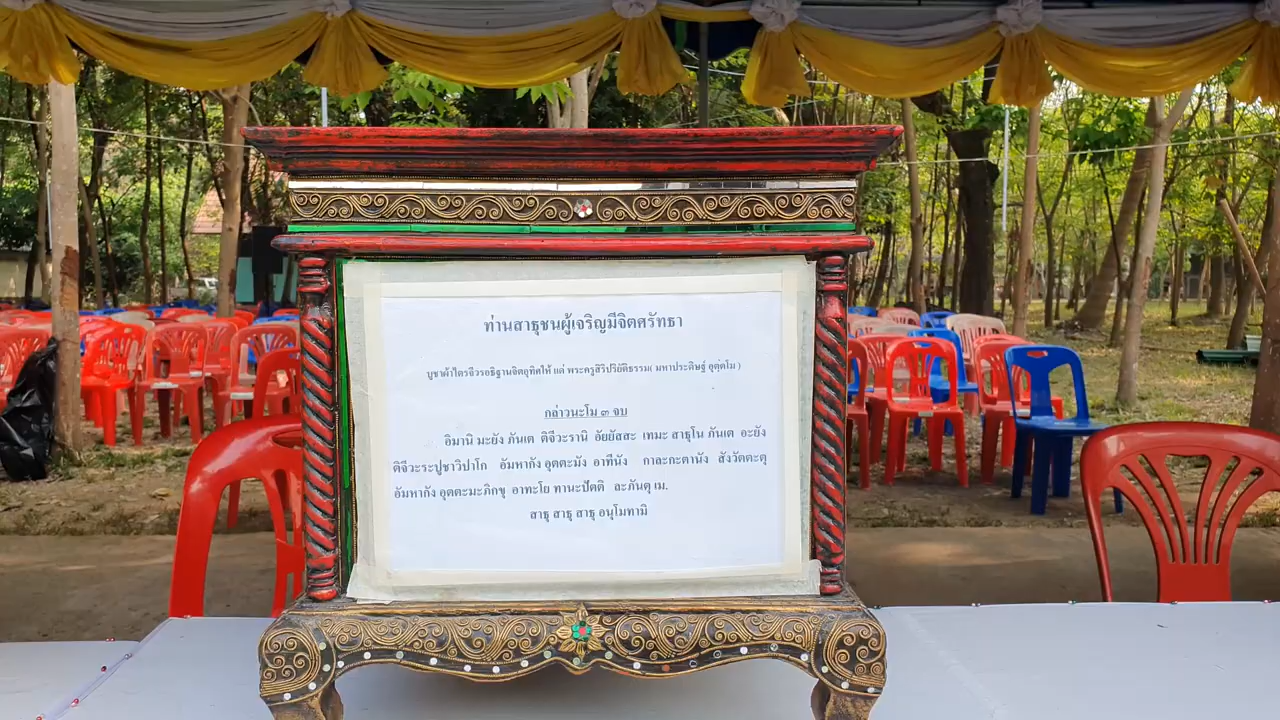 ท่านสาธุชนผู้เจริญมีจิตศรัทธา
บูชาผ้าไตรจีวรอธิฐานจิตอุทิศให้ แด่ พระครูสิริปริยัติธรรม( มหาประดิษฐ์ อุตฺตโม )
กล่าวนะโม ๓ จบ
อิมานิ มะยัง ภันเต ติจีวะรานิ อัยยัสสะ เทมะ สาธุโน ภันเต อะยัง
ติจีวะระปูชาวิปาโก อัมหากัง อุตตะมัง อาทีนัง กาละกะตานัง สังวัตตะตุ
อัมหากัง อุตตะมะภิกขุ อาทะโย ทานะปัตติ ละภันตุ เม.
สาธุ สาธุ สาธุ อนุโมทามิ